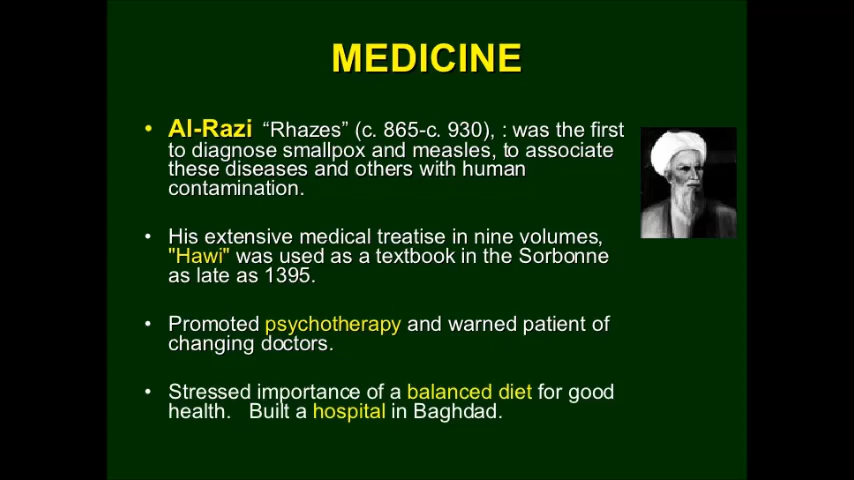 MEDICINE
• Al-Razi “Rhazes” (c. 865-c. 930), : was the first
to diagnose smallpox and measles, to associate
these diseases and others with human
contamination.
• His extensive medical treatise in nine volumes,
"Hawi" was used as a textbook in the Sorbonne
as late as 1395.
• Promoted psychotherapy and warned patient of
changing doctors.
• Stressed importance of a balanced diet for good
health. Built a hospital in Baghdad.